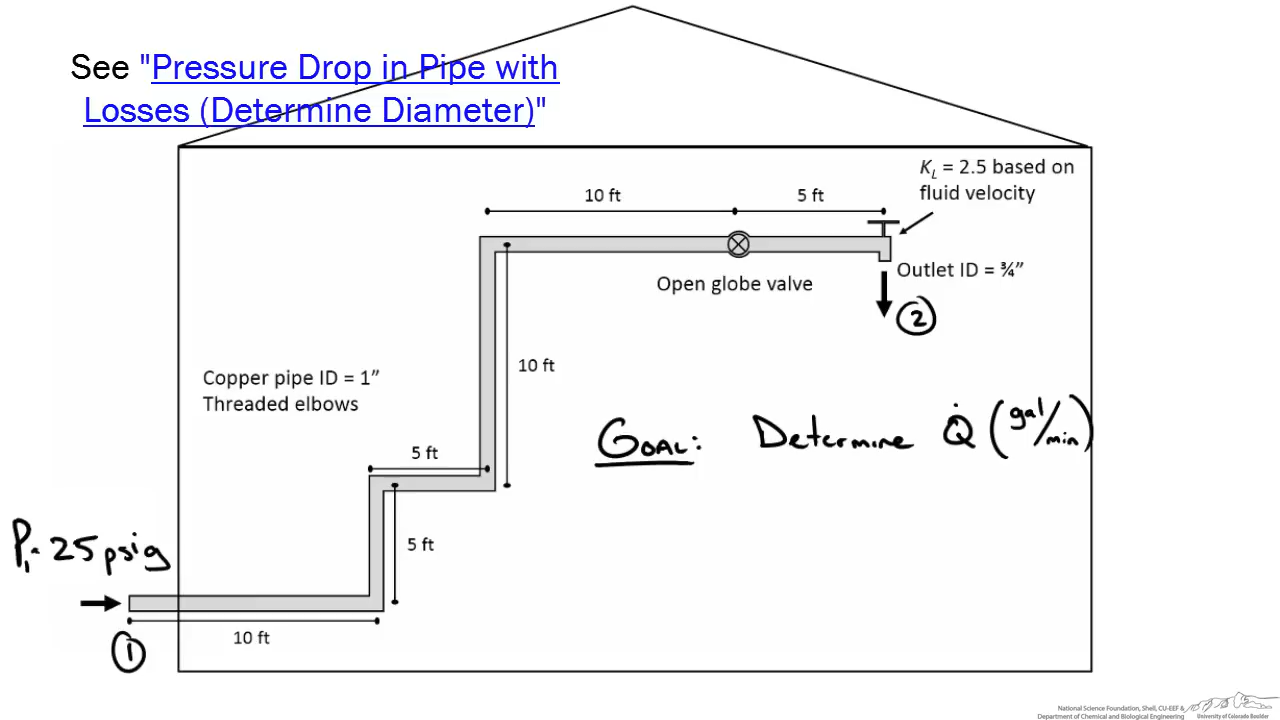 See "Pressure Drop in Pipe with
Losses (Determine Diameter)"
K_L = 2.5 based on
fluid velocity
10 ft
5 ft
Open globe valve
Outlet ID = ¾”
2
10 ft
Copper pipe ID = 1”
Threaded elbows
GOAL: Determine Q̇ (gal/min)
5 ft
5 ft
P₁ = 25 psig
10 ft
1
National Science Foundation, Shell, CU-EEF &
Department of Chemical and Biological Engineering
University of Colorado Boulder